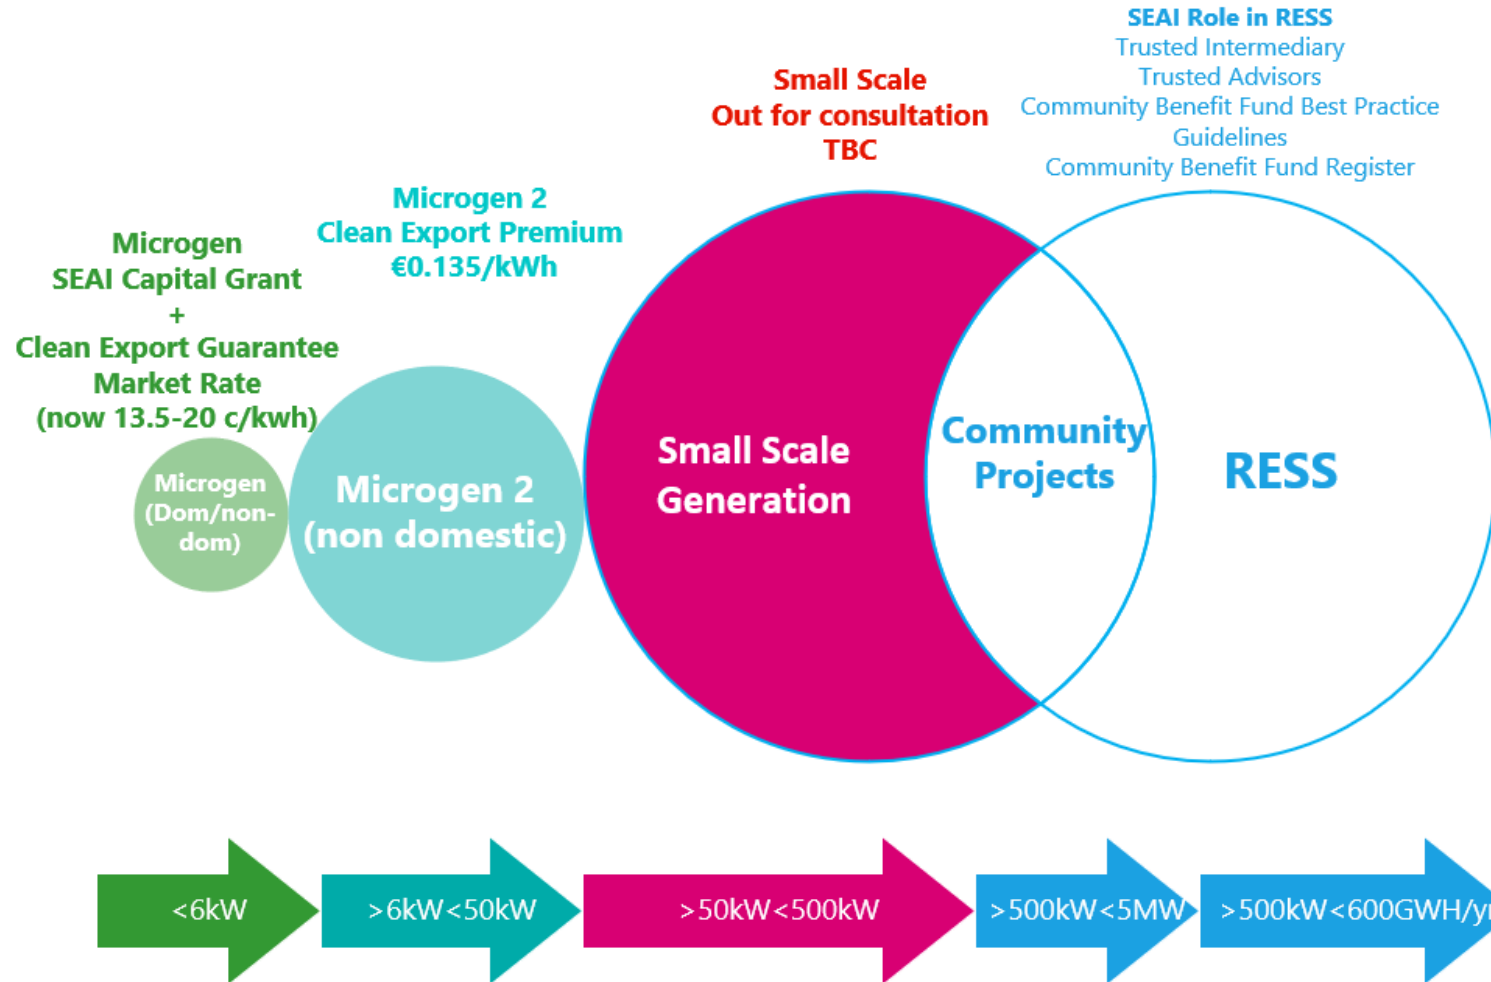 SEAI Role in RESS
Trusted Intermediary
Trusted Advisors
Community Benefit Fund Best Practice
Guidelines
Community Benefit Fund Register
Small Scale
Out for consultation
TBC
Microgen 2
Clean Export Premium
€0.135/kWh
Microgen
SEAI Capital Grant
+
Clean Export Guarantee
Market Rate
(now 13.5-20 c/kwh)
Microgen
(Dom/non-
dom)
Microgen 2
(non domestic)
Small Scale
Generation
Community
Projects
RESS
<6kW
>6kW<50kW
>50kW<500kW
>500kW<5MW
>500kW<600GWH/yr